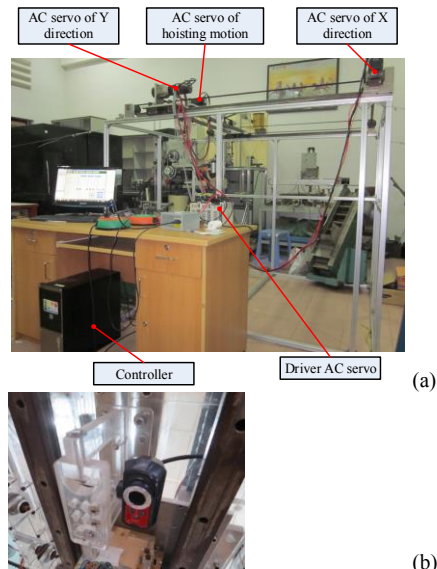 AC servo of Y
direction
AC servo of
hoisting motion
AC servo of X
direction
Controller
Driver AC servo
(a)
(b)